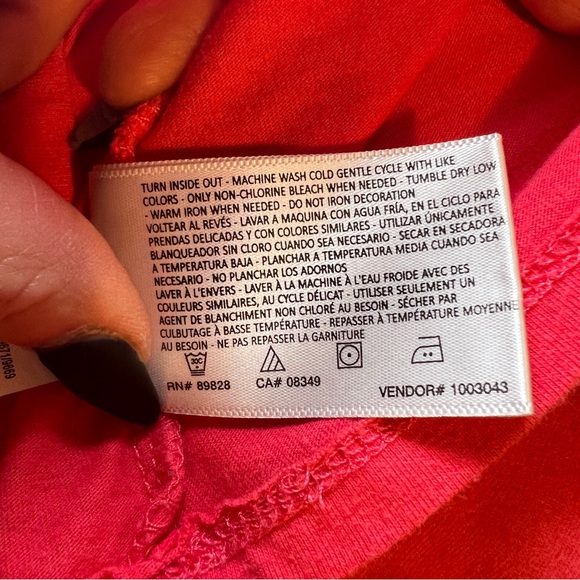 TURN INSIDE OUT - MACHINE WASH COLD GENTLE CYCLE WITH LIKE
COLORS - ONLY NON-CHLORINE BLEACH WHEN NEEDED - TUMBLE DRY LOW
- WARM IRON WHEN NEEDED - DO NOT IRON DECORATION
VOLTEAR AL REVÉS - LAVAR A MAQUINA CON AGUA FRÍA, EN EL CICLO PARA
PRENDAS DELICADAS Y CON COLORES SIMILARES - UTILIZAR ÚNICAMENTE
BLANQUEADOR SIN CLORO CUANDO SEA NECESARIO - SECAR EN SECADORA
A TEMPERATURA BAJA - PLANCHAR A TEMPERATURA MEDIA CUANDO SEA
NECESARIO - NO PLANCHAR LOS ADORNOS
LAVER À L'ENVERS - LAVER À LA MACHINE À L'EAU FROIDE AVEC DES
COULEURS SIMILAIRES, AU CYCLE DÉLICAT - UTILISER SEULEMENT UN
AGENT DE BLANCHIMENT NON CHLORÉ AU BESOIN - SÉCHER PAR
CULBUTAGE À BASSE TEMPÉRATURE - REPASSER À TEMPÉRATURE MOYENNE
AU BESOIN - NE PAS REPASSER LA GARNITURE
30C
RN# 89828 CA# 08349 VENDOR# 1003043